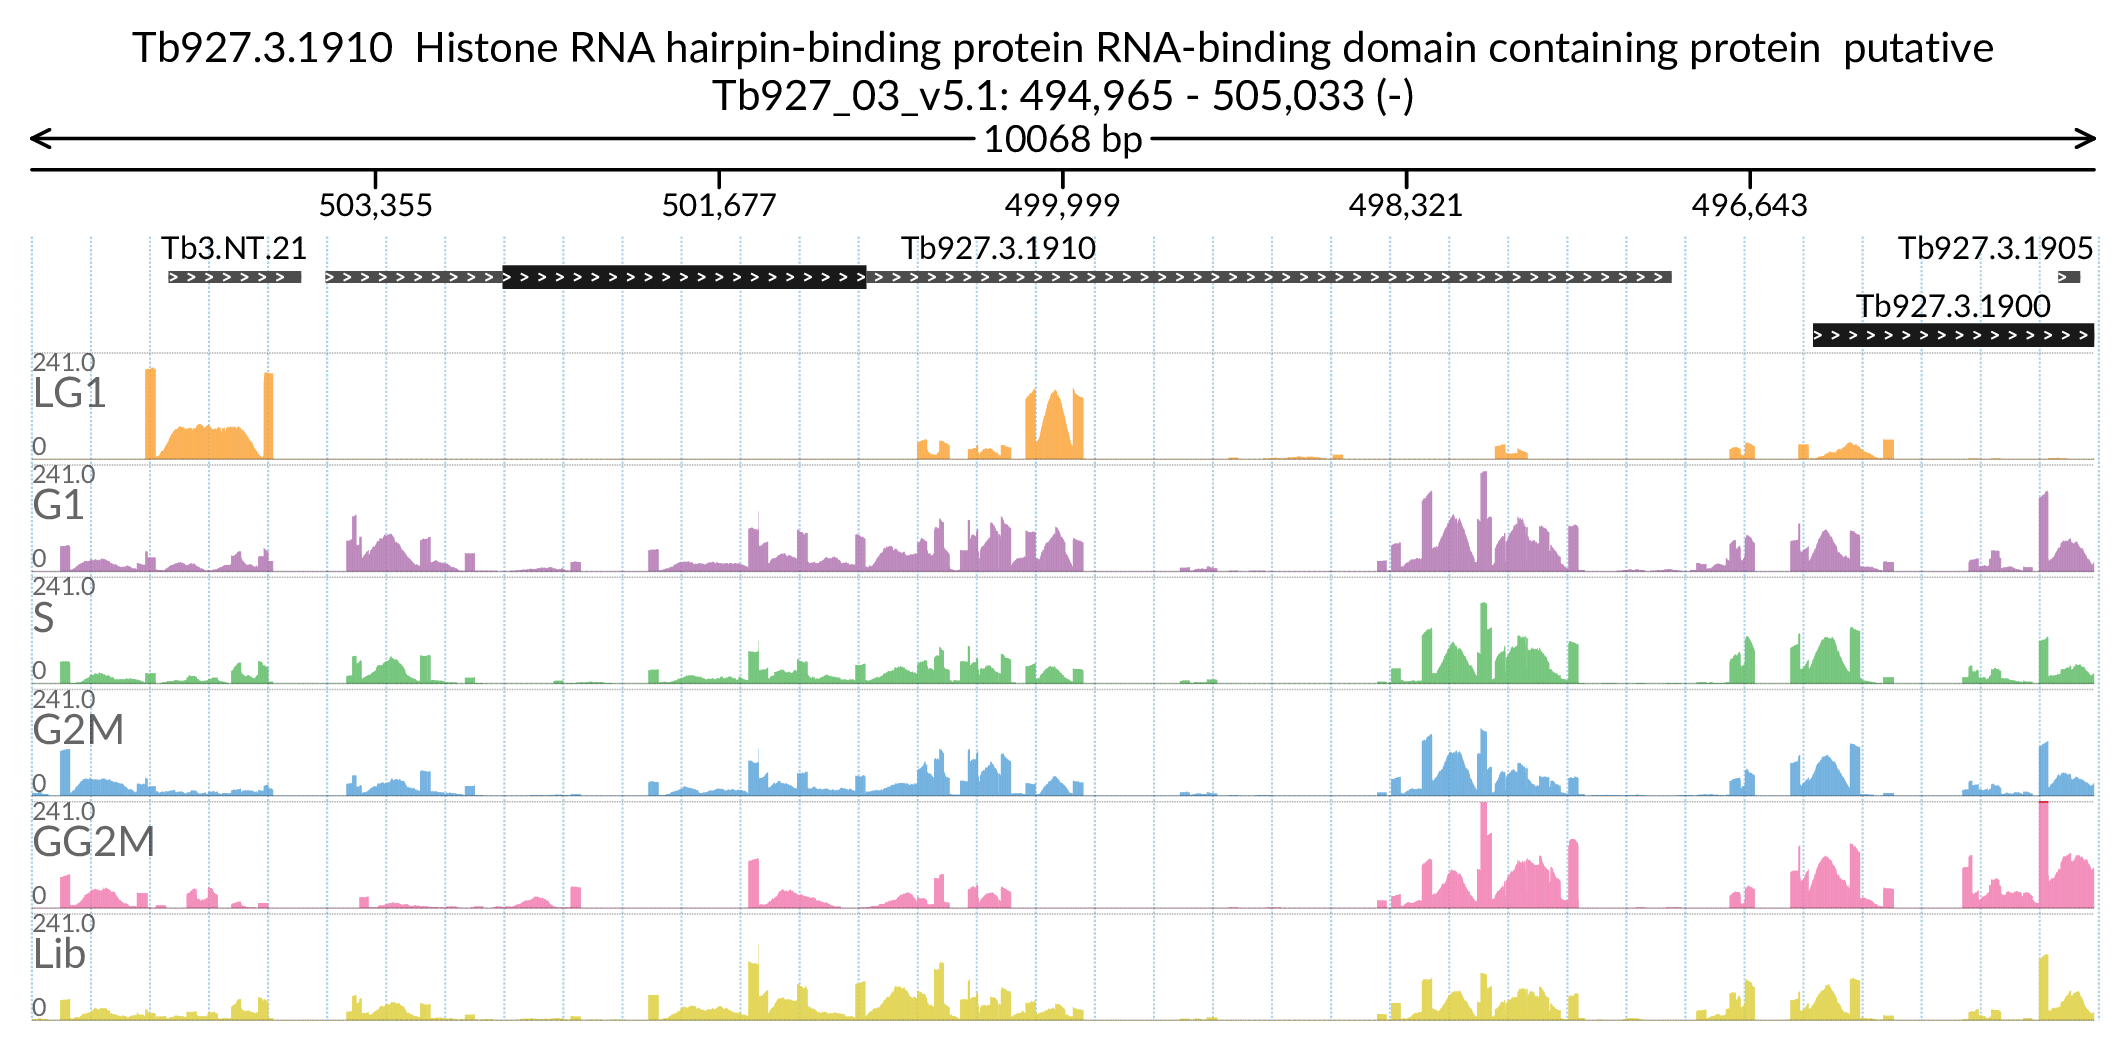 Tb927.3.1910  Histone RNA hairpin-binding protein RNA-binding domain containing protein  putative
Tb927_03_v5.1: 494,965 - 505,033 (-)
10068 bp
503,355 501,677 499,999 498,321 496,643
Tb3.NT.21 Tb927.3.1910 Tb927.3.1905
Tb927.3.1900
241.0
LG1
0
241.0
G1
0
241.0
S
0
241.0
G2M
0
241.0
GG2M
0
241.0
Lib
0